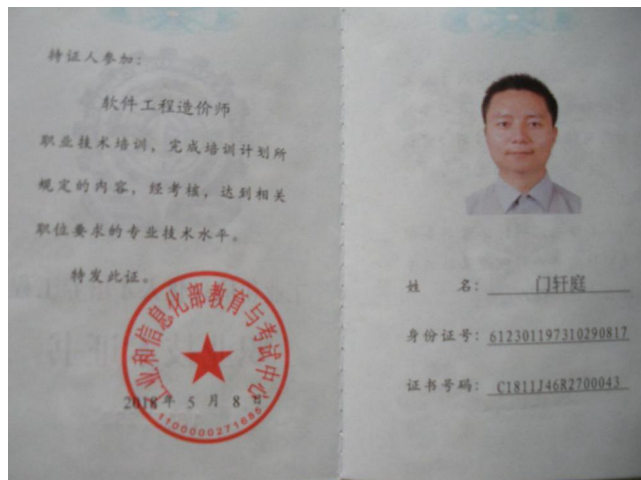 持证人参加：
软件工程造价师
职业技术培训，完成培训计划所
规定的内容，经考核，达到相关
职位要求的专业技术水平。
特发此证。
工业和信息化部教育与考试中心
2018年 5 月 8 日
1100000271685
姓 名：门轩庭
身份证号：612301197310290817
证书号码：C1811J46R2700043